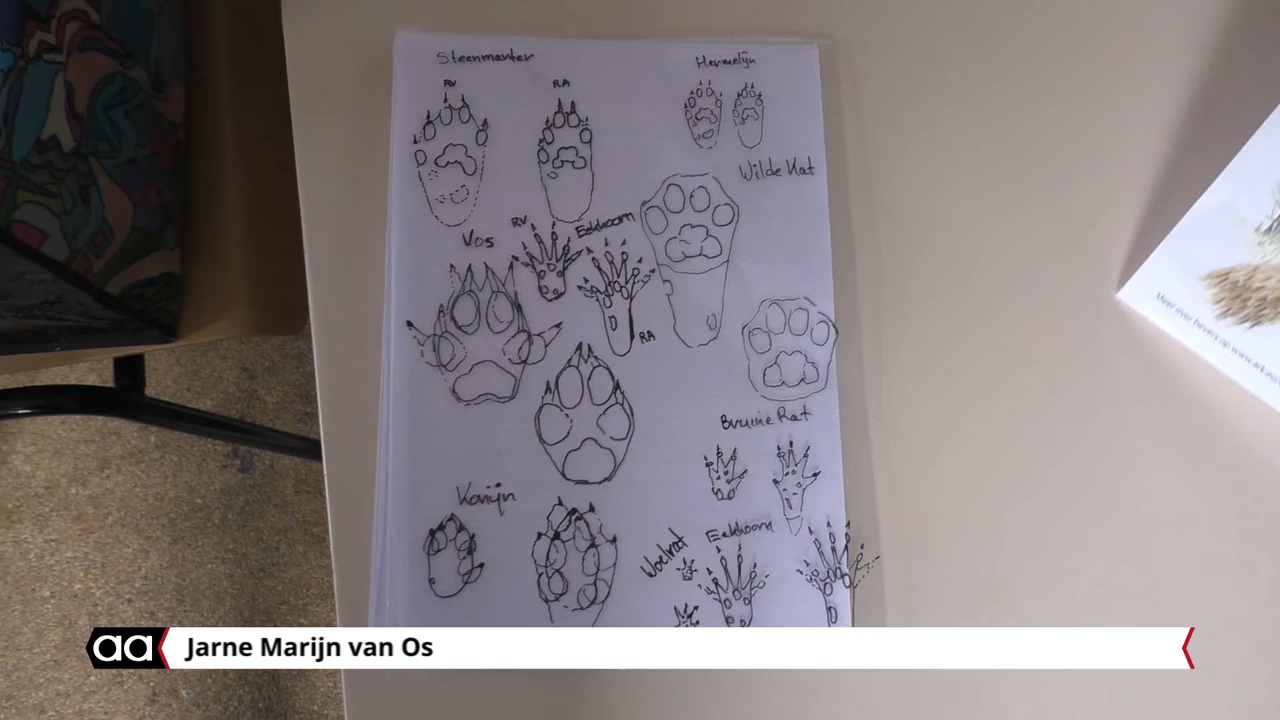 Steenmarter
Hermelijn
RV
RA
Wilde Kat
RV
Eekhoorn
Vos
RA
Bruine Rat
Konijn
Woelrat
Eekhoorn
aa Jarne Marijn van Os